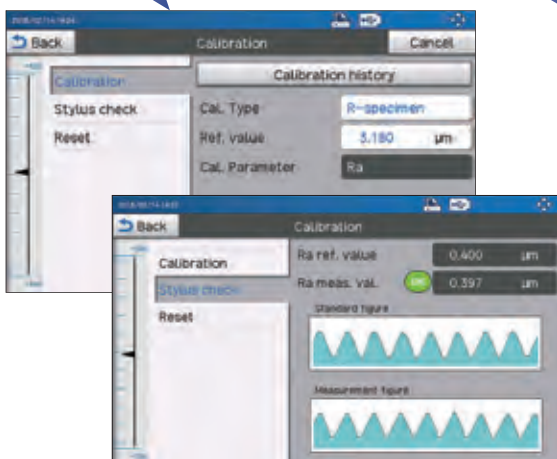 Back Calibration Cancel
Calibration Calibration history
Stylus check Cal. Type R-specimen
Reset Ref. value 3.180 μm
Cal. Parameter Ra
Back Calibration
Calibration Ra ref. value 0.400 μm
Stylus check Ra meas. val. OK 0.397 μm
Reset Standard figure
Measurement figure